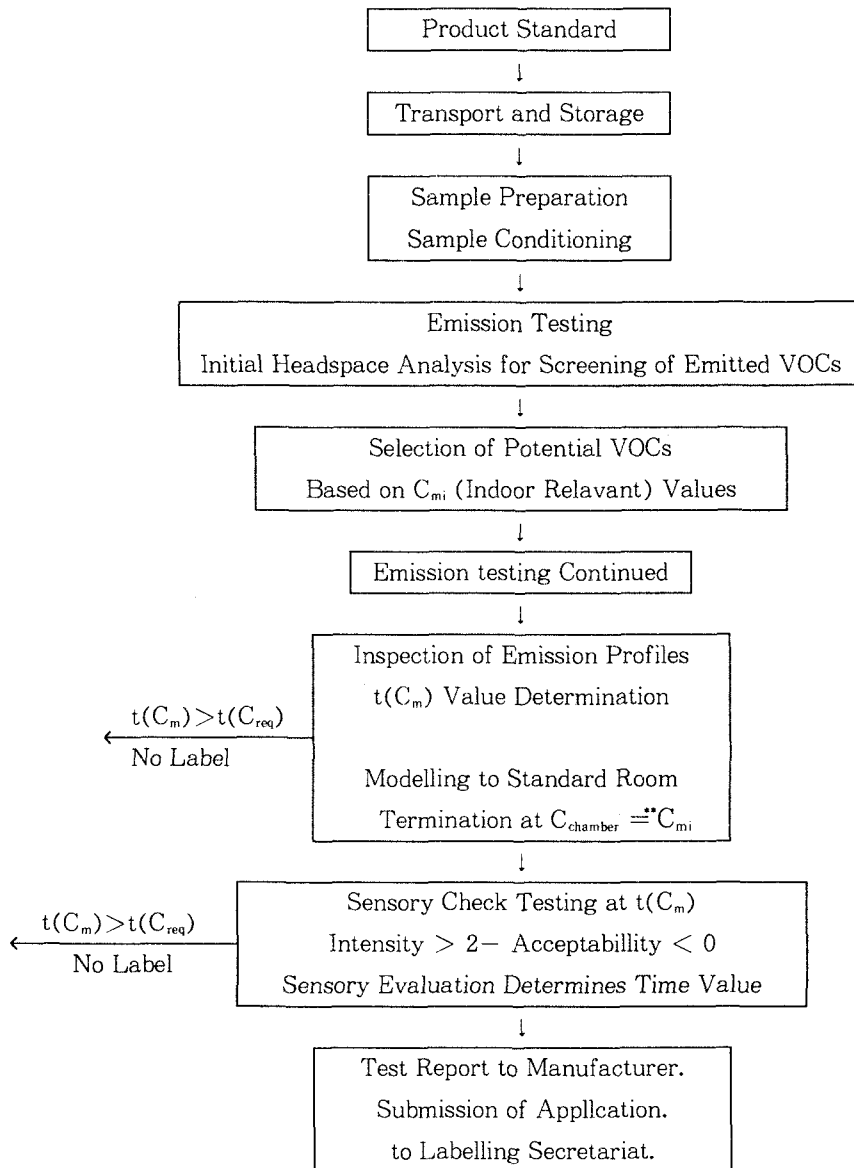 Product Standard
↓
Transport and Storage
↓
Sample Preparation
Sample Conditioning
↓
Emission Testing
Initial Headspace Analysis for Screening of Emitted VOCs
↓
Selection of Potential VOCs
Based on Cmi (Indoor Relavant) Values
↓
Emission testing Continued
↓
Inspection of Emission Profiles
t(Cm) Value Determination
t(Cm)>t(Creq)
No Label
Modelling to Standard Room
Termination at Cchamber = "Cmi
↓
Sensory Check Testing at t(Cm)
Intensity > 2− Acceptabillity < 0
Sensory Evaluation Determines Time Value
t(Cm)>t(Creq)
No Label
↓
Test Report to Manufacturer.
Submission of Appllcation.
to Labelling Secretariat.